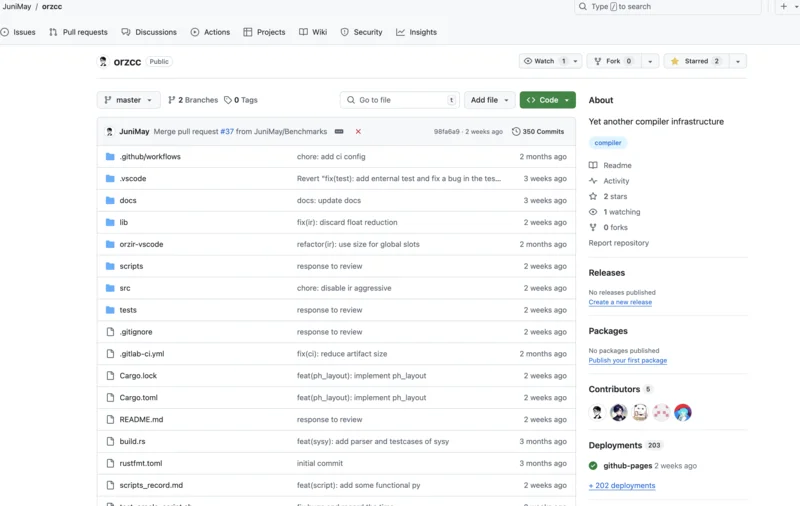 JuniMay / orzcc
Type / to search
Issues
Pull requests
Discussions
Actions
Projects
Wiki
Security
Insights
orzcc Public
Watch 1
Fork 0
Starred 2
master
2 Branches
0 Tags
Go to file t
Add file
Code
JuniMay Merge pull request #37 from JuniMay/Benchmarks
98fa6a9 · 2 weeks ago
350 Commits
.github/workflows chore: add ci config 2 months ago
.vscode Revert "fix(test): add enternal test and fix a bug in the tes... 3 weeks ago
docs docs: update docs 3 weeks ago
lib fix(ir): discard float reduction 2 weeks ago
orzir-vscode refactor(ir): use size for global slots 2 months ago
scripts response to review 2 weeks ago
src chore: disable ir aggressive 2 weeks ago
tests response to review 2 weeks ago
.gitignore response to review 2 weeks ago
.gitlab-ci.yml fix(ci): reduce artifact size 2 months ago
Cargo.lock feat(ph_layout): implement ph_layout 2 weeks ago
Cargo.toml feat(ph_layout): implement ph_layout 2 weeks ago
README.md response to review 2 weeks ago
build.rs feat(sysy): add parser and testcases of sysy 3 months ago
rustfmt.toml initial commit 3 months ago
scripts_record.md feat(script): add some functional py 2 weeks ago
About
Yet another compiler infrastructure
compiler
Readme
Activity
2 stars
1 watching
0 forks
Report repository
Releases
No releases published
Create a new release
Packages
No packages published
Publish your first package
Contributors 5
Deployments 203
github-pages 2 weeks ago
+ 202 deployments